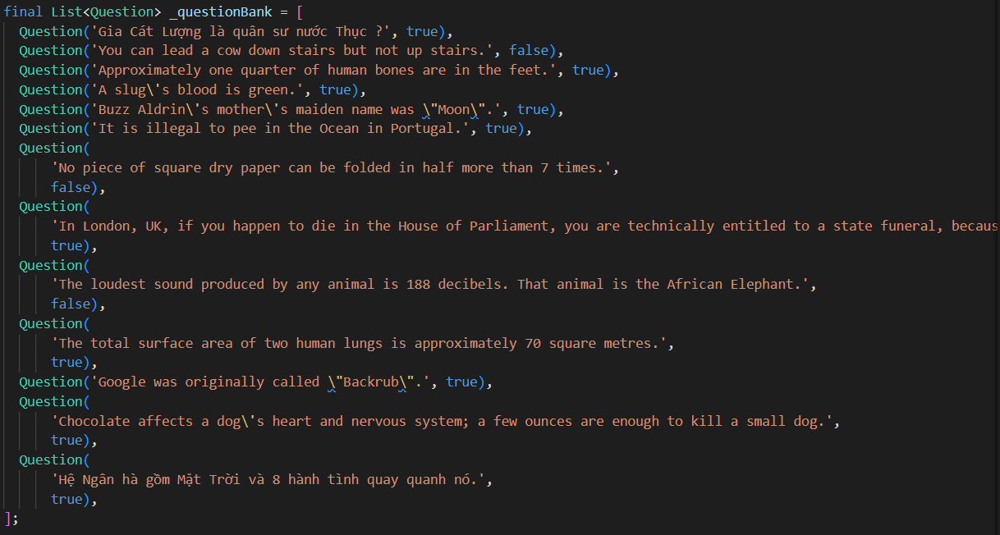 final List<Question> _questionBank = [
Question('Gia Cát Lượng là quân sư nước Thục ?', true),
Question('You can lead a cow down stairs but not up stairs.', false),
Question('Approximately one quarter of human bones are in the feet.', true),
Question('A slug\'s blood is green.', true),
Question('Buzz Aldrin\'s mother\'s maiden name was \"Moon\".', true),
Question('It is illegal to pee in the Ocean in Portugal.', true),
Question(
'No piece of square dry paper can be folded in half more than 7 times.',
false),
Question(
'In London, UK, if you happen to die in the House of Parliament, you are technically entitled to a state funeral, becaus
true),
Question(
'The loudest sound produced by any animal is 188 decibels. That animal is the African Elephant.',
false),
Question(
'The total surface area of two human lungs is approximately 70 square metres.',
true),
Question('Google was originally called \"Backrub\".', true),
Question(
'Chocolate affects a dog\'s heart and nervous system; a few ounces are enough to kill a small dog.',
true),
Question(
'Hệ Ngân hà gồm Mặt Trời và 8 hành tình quay quanh nó.',
true),
];